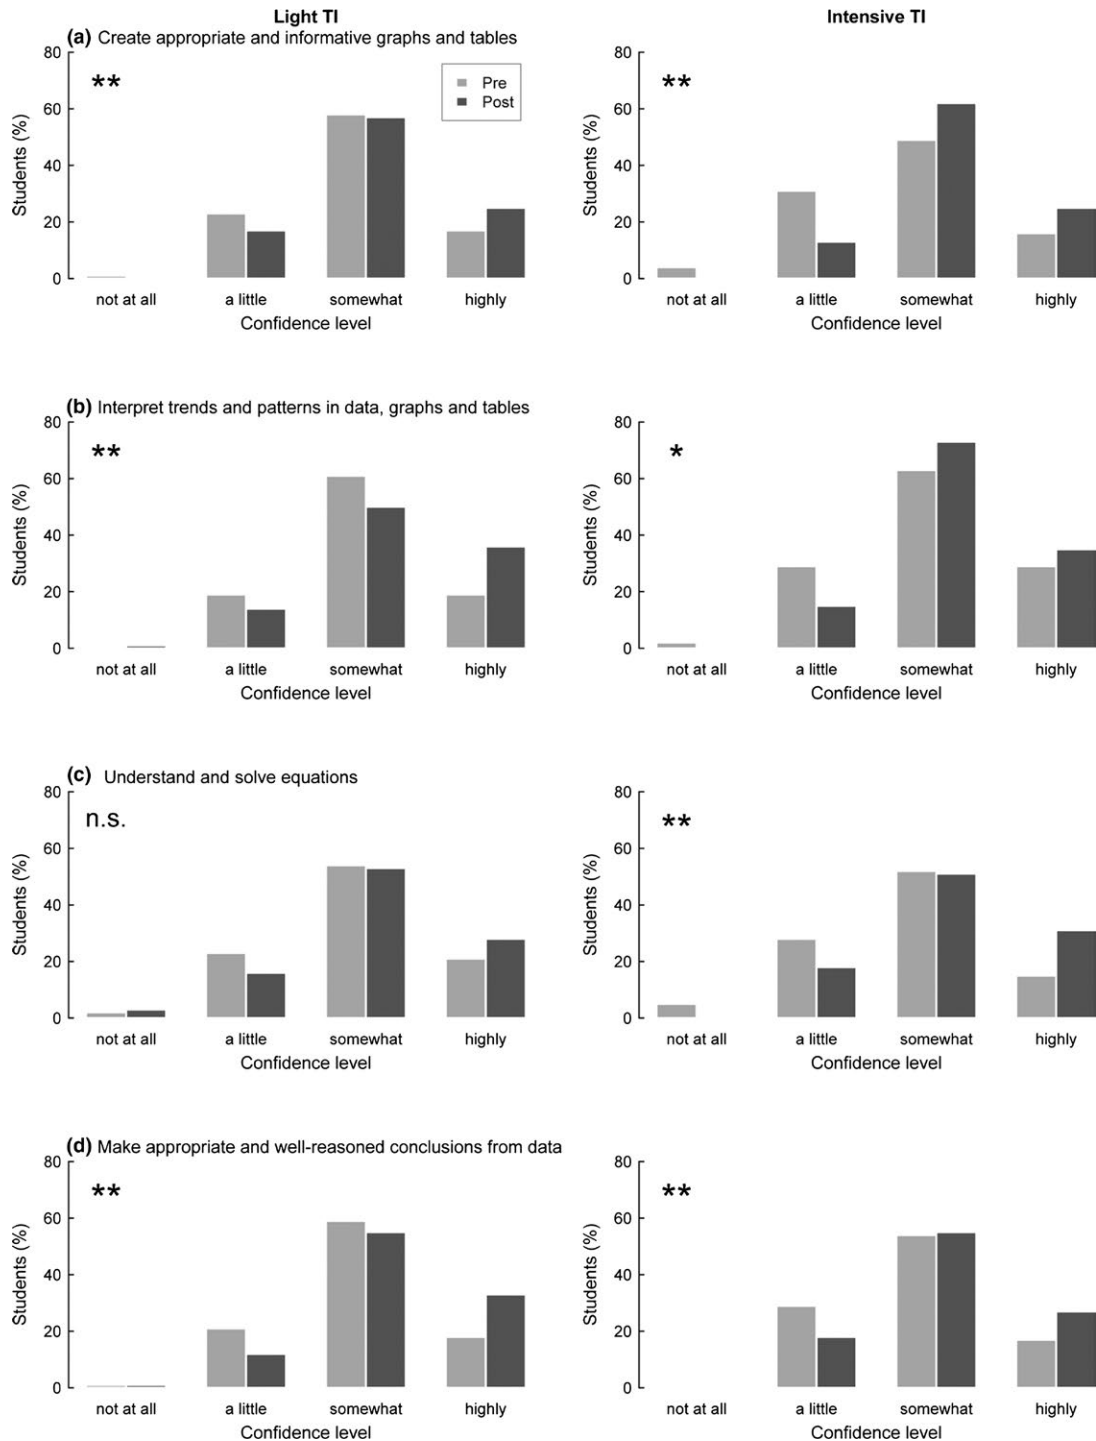 Light TI
Intensive TI
(a) Create appropriate and informative graphs and tables
80
60
40
20
0
Students (%)
**
Pre
Post
not at all a little somewhat highly
Confidence level
80
60
40
20
0
Students (%)
**
not at all a little somewhat highly
Confidence level
(b) Interpret trends and patterns in data, graphs and tables
80
60
40
20
0
Students (%)
**
not at all a little somewhat highly
Confidence level
80
60
40
20
0
Students (%)
*
not at all a little somewhat highly
Confidence level
(c) Understand and solve equations
80
60
40
20
0
Students (%)
n.s.
not at all a little somewhat highly
Confidence level
80
60
40
20
0
Students (%)
**
not at all a little somewhat highly
Confidence level
(d) Make appropriate and well-reasoned conclusions from data
80
60
40
20
0
Students (%)
**
not at all a little somewhat highly
Confidence level
80
60
40
20
0
Students (%)
**
not at all a little somewhat highly
Confidence level